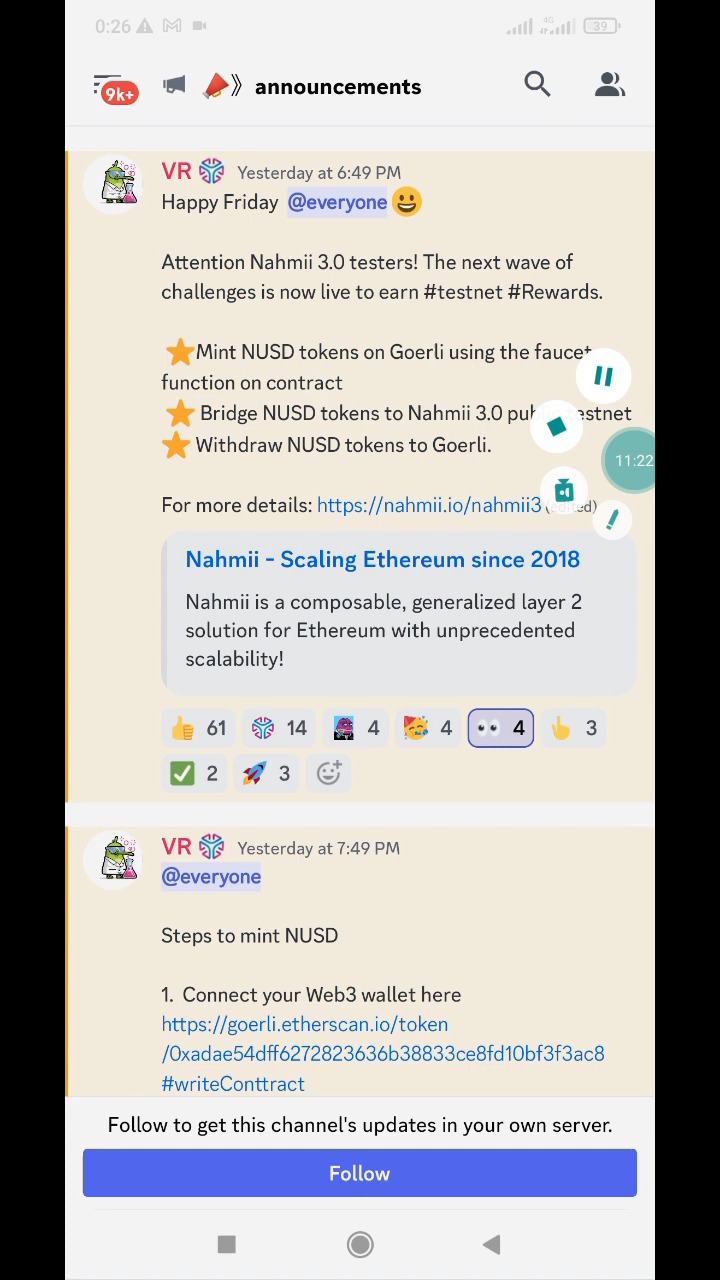 0:26 4G 39
9k+ announcements
VR Yesterday at 6:49 PM
Happy Friday @everyone
Attention Nahmii 3.0 testers! The next wave of
challenges is now live to earn #testnet #Rewards.
Mint NUSD tokens on Goerli using the faucet
function on contract
Bridge NUSD tokens to Nahmii 3.0 testnet
Withdraw NUSD tokens to Goerli.
11:22
For more details: https://nahmii.io/nahmii3
Nahmii - Scaling Ethereum since 2018
Nahmii is a composable, generalized layer 2
solution for Ethereum with unprecedented
scalability!
61 14 4 4 4 3
2 3
VR Yesterday at 7:49 PM
@everyone
Steps to mint NUSD
1. Connect your Web3 wallet here
https://goerli.etherscan.io/token
/0xadae54dff6272823636b38833ce8fd10bf3f3ac8
#writeConttract
Follow to get this channel's updates in your own server.
Follow